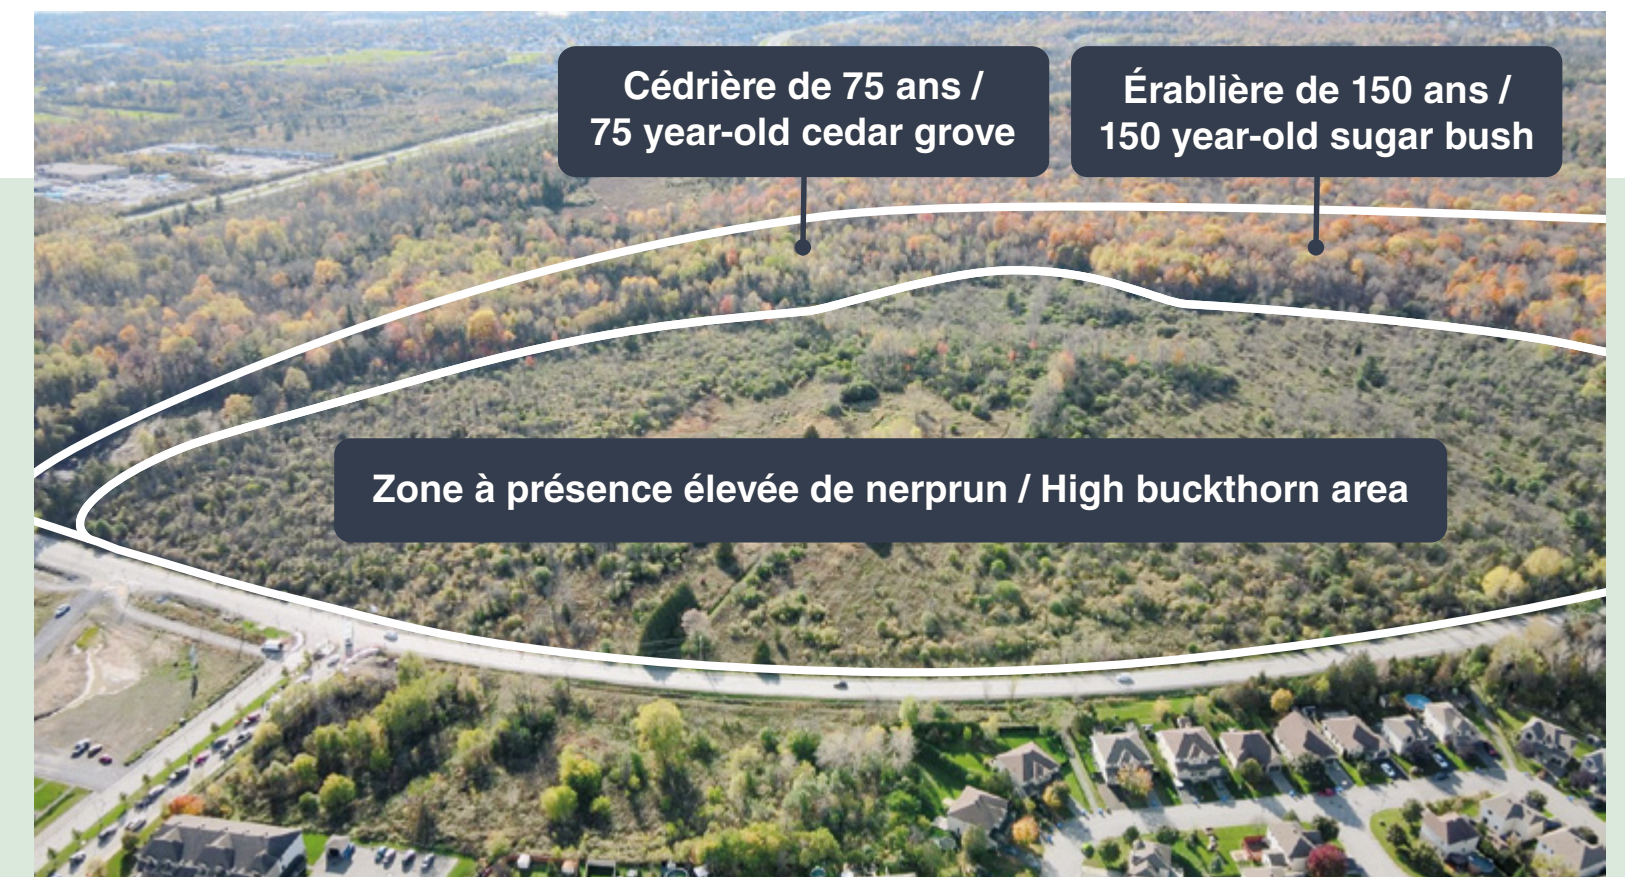 Cédrière de 75 ans /
75 year-old cedar grove
Érablière de 150 ans /
150 year-old sugar bush
Zone à présence élevée de nerprun / High buckthorn area